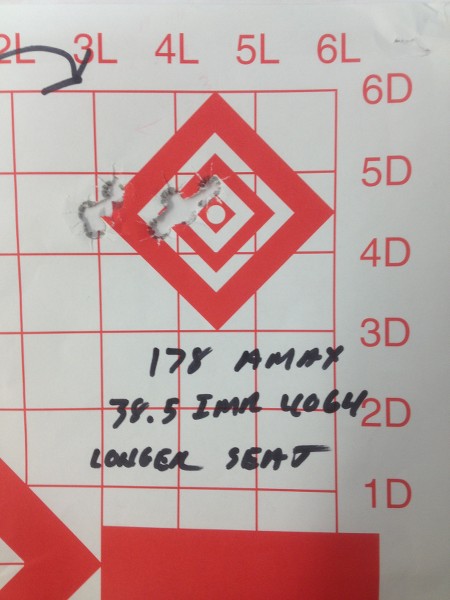 2L 3L 4L 5L 6L
6D
5D
4D
3D
178 AMAX
38.5 IMR 4064
2D
LONGER SEAT
1D